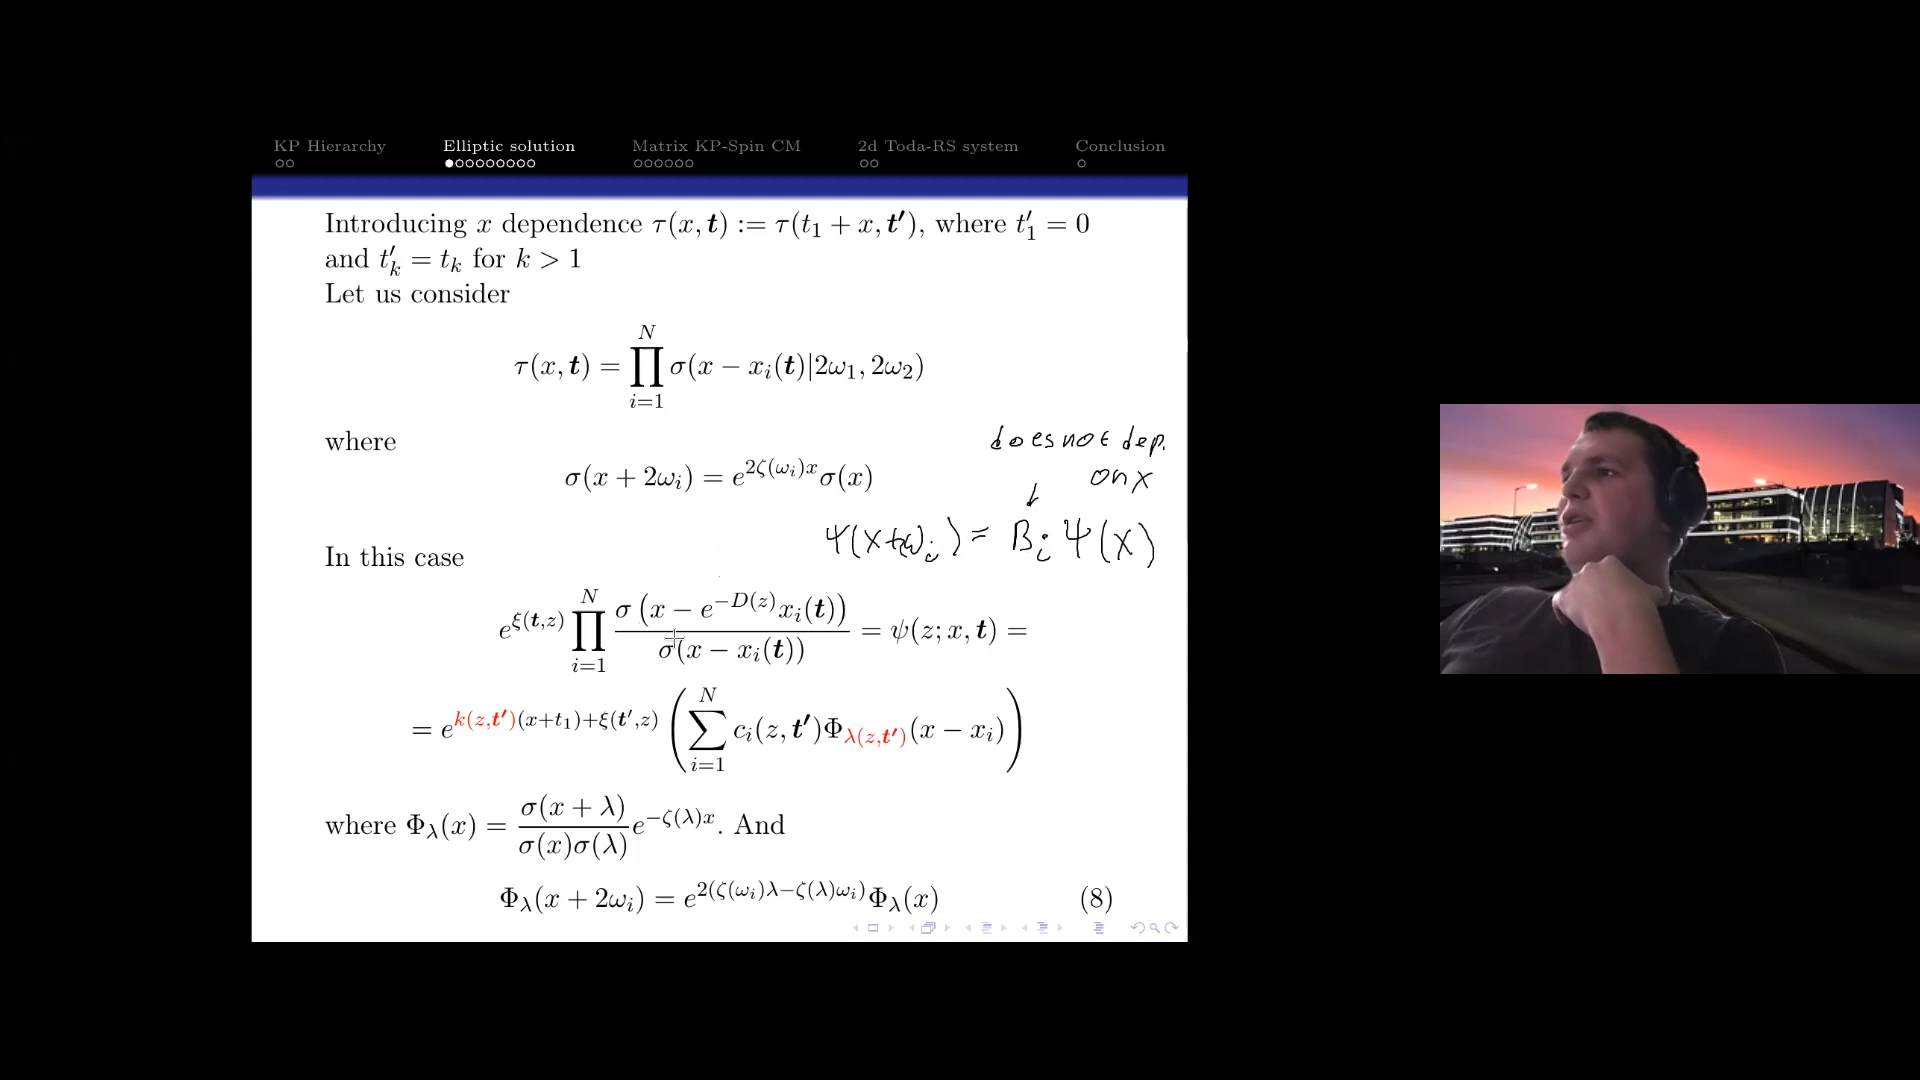 KP Hierarchy Elliptic solution Matrix KP-Spin CM 2d Toda-RS system Conclusion
Introducing x dependence τ(x, t) := τ(t₁ + x, t′), where t′₁ = 0
and t′ₖ = tₖ for k > 1
Let us consider
τ(x, t) = ∏_{i=1}^{N} σ(x − xᵢ(t)|2ω₁, 2ω₂)
where
does not dep.
on x
σ(x + 2ωᵢ) = e^{2ζ(ωᵢ)x}σ(x)
Ψ(x+ωᵢ) = Bᵢ Ψ(x)
In this case
e^{ξ(t,z)} ∏_{i=1}^{N} σ(x − e^{−D(z)}xᵢ(t)) / σ(x − xᵢ(t)) = ψ(z; x, t) =
= e^{k(z,t′)(x+t₁)+ξ(t′,z)} (∑_{i=1}^{N} cᵢ(z, t′)Φ_{λ(z,t′)}(x − xᵢ))
where Φ_λ(x) = σ(x + λ) / σ(x)σ(λ) e^{−ζ(λ)x}. And
Φ_λ(x + 2ωᵢ) = e^{2(ζ(ωᵢ)λ−ζ(λ)ωᵢ)}Φ_λ(x) (8)